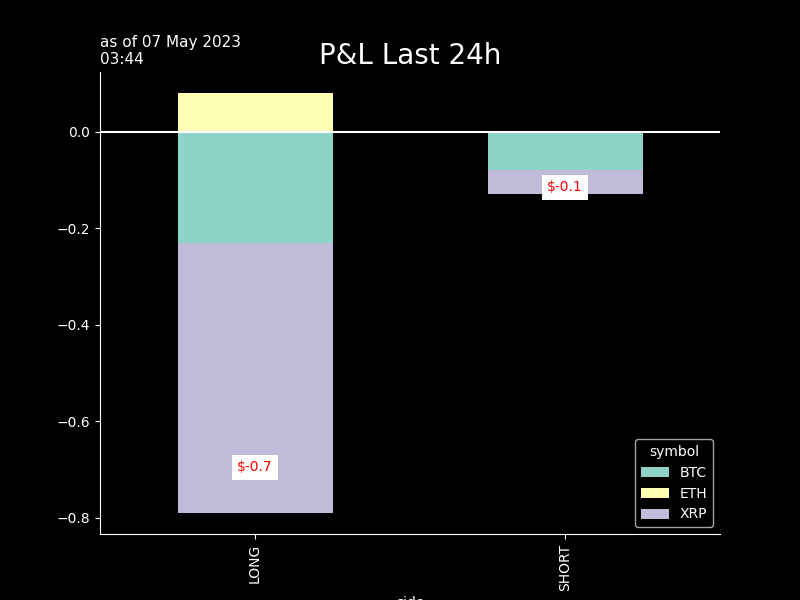 as of 07 May 2023
03:44
P&L Last 24h
0.0
−0.2
−0.4
−0.6
−0.8
$-0.7
$-0.1
symbol
BTC
ETH
XRP
LONG
SHORT
side